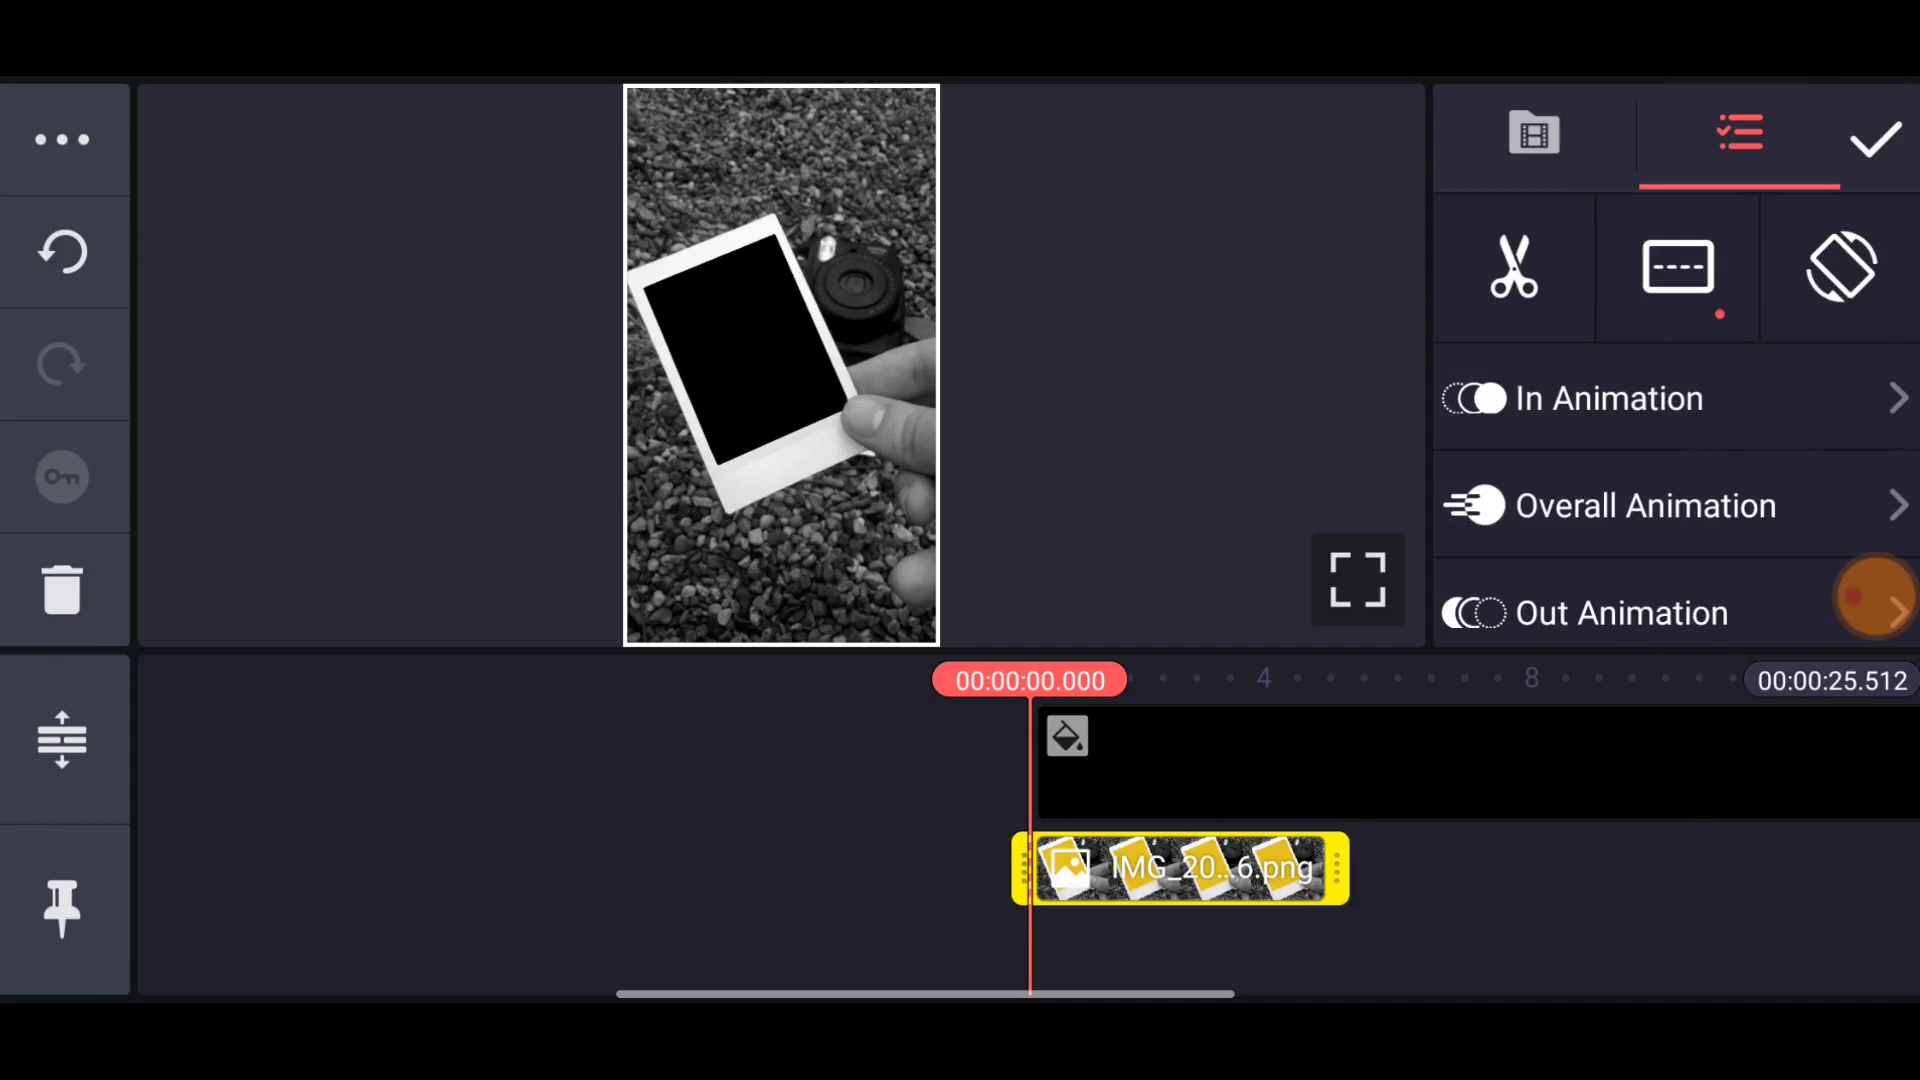 In Animation
Overall Animation
Out Animation
00:00:00.000
4
8
00:00:25.512
IMG_20...6.png